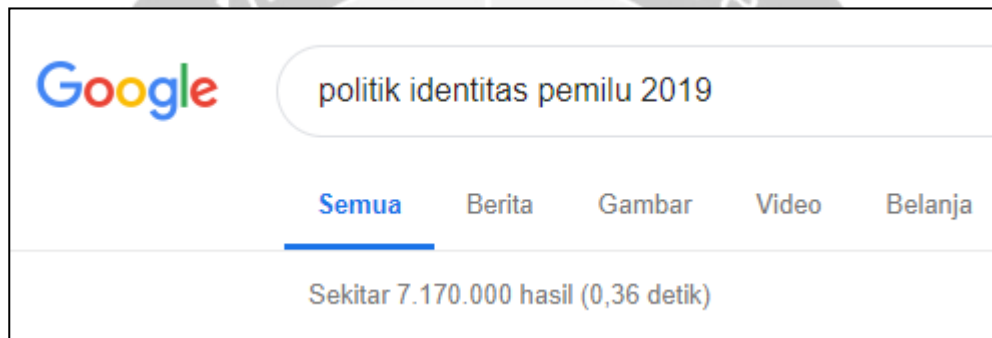 Google
politik identitas pemilu 2019
Semua Berita Gambar Video Belanja
Sekitar 7.170.000 hasil (0,36 detik)